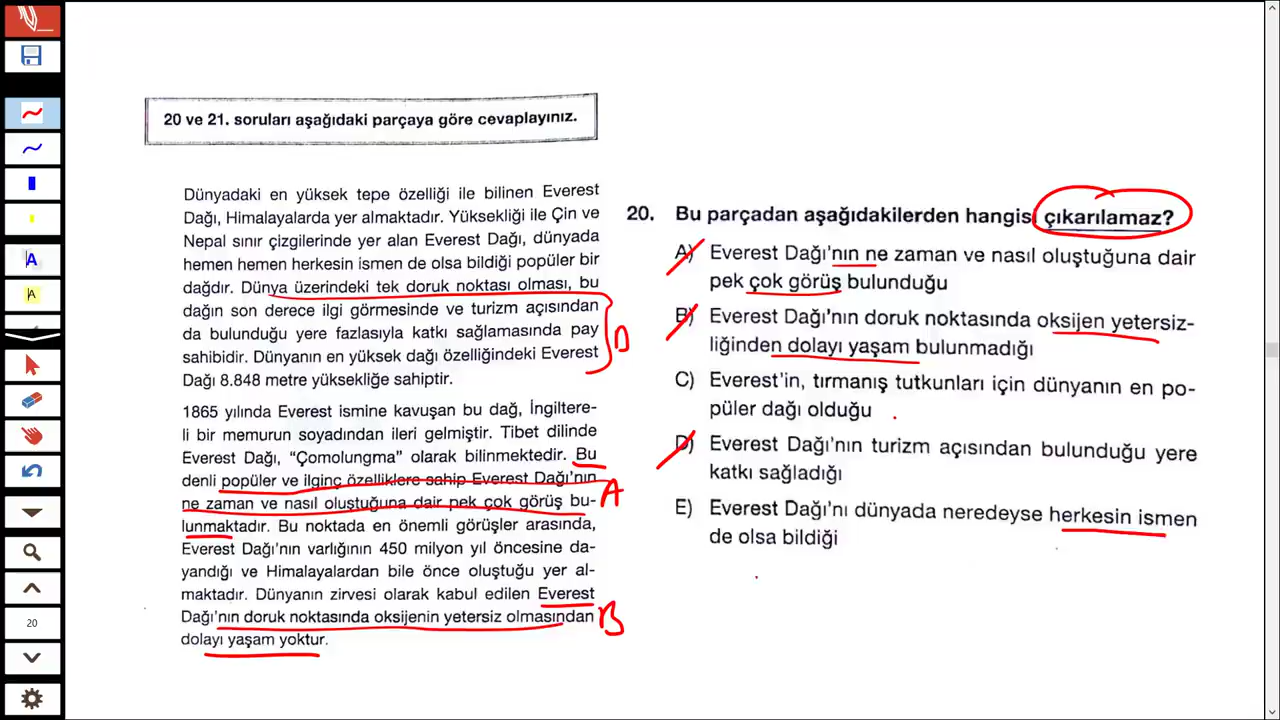 20 ve 21. soruları aşağıdaki parçaya göre cevaplayınız.
Dünyadaki en yüksek tepe özelliği ile bilinen Everest
Dağı, Himalayalarda yer almaktadır. Yüksekliği ile Çin ve
Nepal sınır çizgilerinde yer alan Everest Dağı, dünyada
hemen hemen herkesin ismen de olsa bildiği popüler bir
dağdır. Dünya üzerindeki tek doruk noktası olması, bu
dağın son derece ilgi görmesinde ve turizm açısından
da bulunduğu yere fazlasıyla katkı sağlamasında pay
sahibidir. Dünyanın en yüksek dağı özelliğindeki Everest
Dağı 8.848 metre yüksekliğe sahiptir.
D
1865 yılında Everest ismine kavuşan bu dağ, İngiltere-
li bir memurun soyadından ileri gelmiştir. Tibet dilinde
Everest Dağı, “Çomolungma” olarak bilinmektedir. Bu
denli popüler ve ilginç özelliklere sahip Everest Dağı'nın
ne zaman ve nasıl oluştuğuna dair pek çok görüş bu-
lunmaktadır. Bu noktada en önemli görüşler arasında,
Everest Dağı'nın varlığının 450 milyon yıl öncesine da-
yandığı ve Himalayalardan bile önce oluştuğu yer al-
maktadır. Dünyanın zirvesi olarak kabul edilen Everest
Dağı'nın doruk noktasında oksijenin yetersiz olmasından
dolayı yaşam yoktur.
A
B
20. Bu parçadan aşağıdakilerden hangisi çıkarılamaz?
A) Everest Dağı'nın ne zaman ve nasıl oluştuğuna dair
pek çok görüş bulunduğu
B) Everest Dağı'nın doruk noktasında oksijen yetersiz-
liğinden dolayı yaşam bulunmadığı
C) Everest'in, tırmanış tutkunları için dünyanın en po-
püler dağı olduğu
D) Everest Dağı'nın turizm açısından bulunduğu yere
katkı sağladığı
E) Everest Dağı'nı dünyada neredeyse herkesin ismen
de olsa bildiği
A
A
20